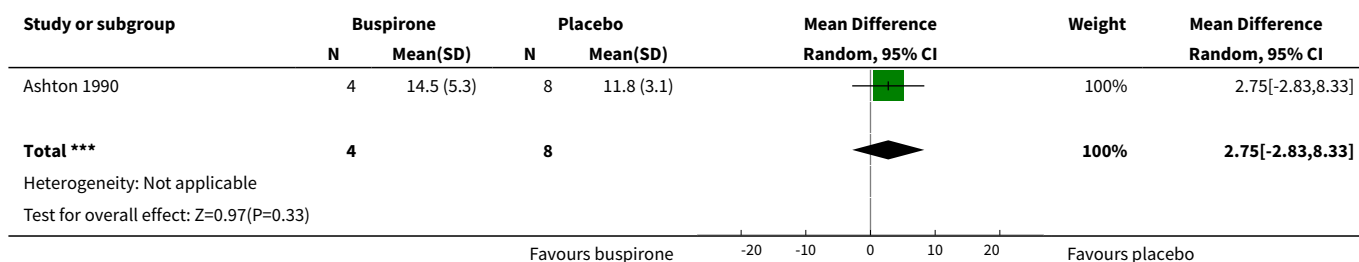 Study or subgroup Buspirone Placebo Mean Difference Weight Mean Difference
N Mean(SD) N Mean(SD) Random, 95% CI Random, 95% CI
Ashton 1990 4 14.5 (5.3) 8 11.8 (3.1) 100% 2.75[-2.83,8.33]
Total *** 4 8 100% 2.75[-2.83,8.33]
Heterogeneity: Not applicable
Test for overall effect: Z=0.97(P=0.33)
Favours buspirone -20 -10 0 10 20 Favours placebo